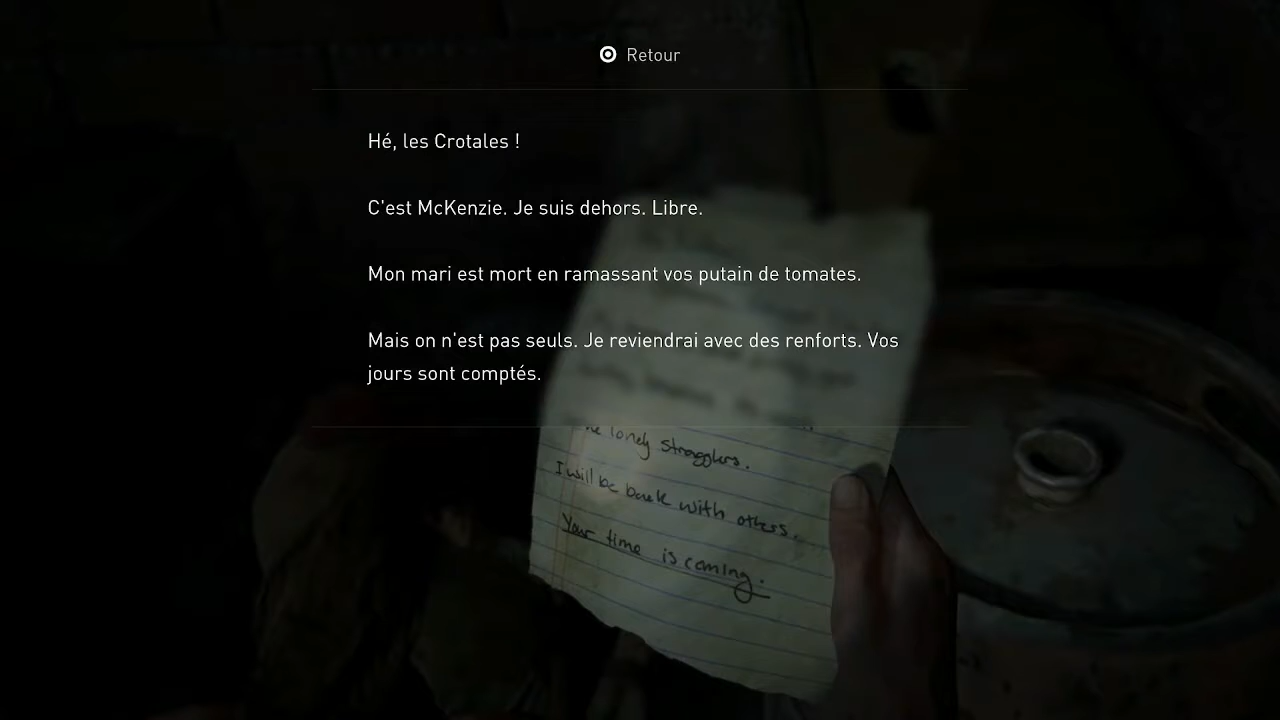 Retour
Hé, les Crotales !
C'est McKenzie. Je suis dehors. Libre.
Mon mari est mort en ramassant vos putain de tomates.
Mais on n'est pas seuls. Je reviendrai avec des renforts. Vos
jours sont comptés.
lonely stragglers.
I will be back with others.
Your time is coming.